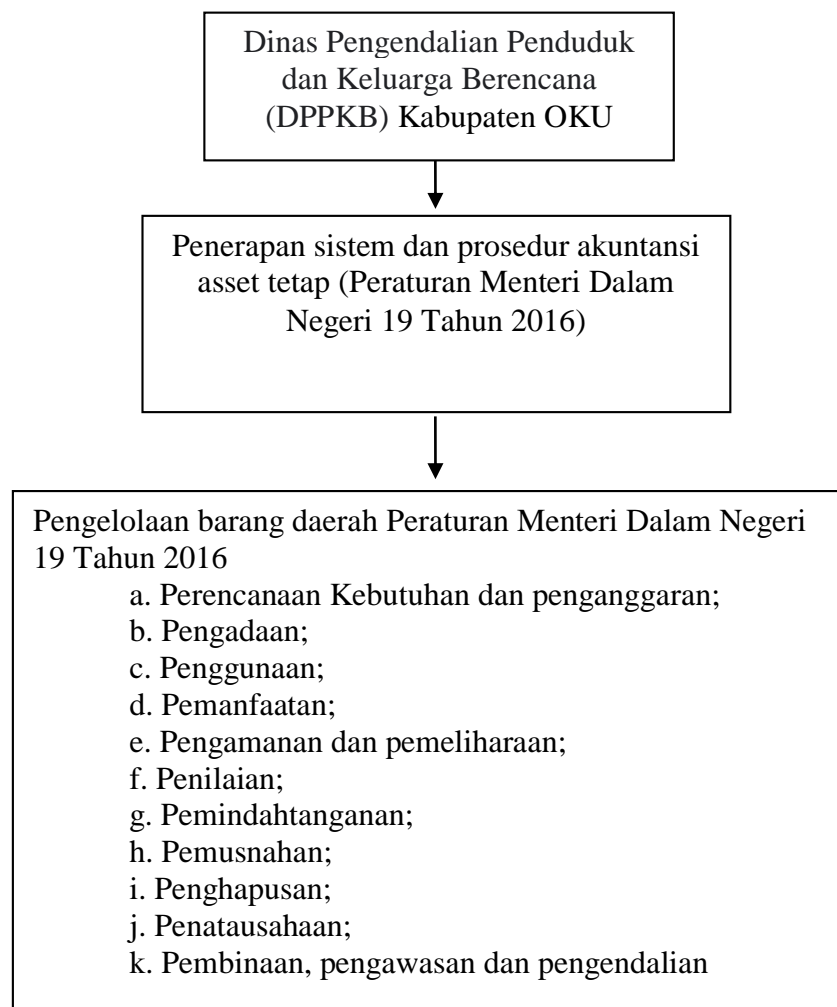 Dinas Pengendalian Penduduk
dan Keluarga Berencana
(DPPKB) Kabupaten OKU
Penerapan sistem dan prosedur akuntansi
asset tetap (Peraturan Menteri Dalam
Negeri 19 Tahun 2016)
Pengelolaan barang daerah Peraturan Menteri Dalam Negeri
19 Tahun 2016
a. Perencanaan Kebutuhan dan penganggaran;
b. Pengadaan;
c. Penggunaan;
d. Pemanfaatan;
e. Pengamanan dan pemeliharaan;
f. Penilaian;
g. Pemindahtanganan;
h. Pemusnahan;
i. Penghapusan;
j. Penatausahaan;
k. Pembinaan, pengawasan dan pengendalian